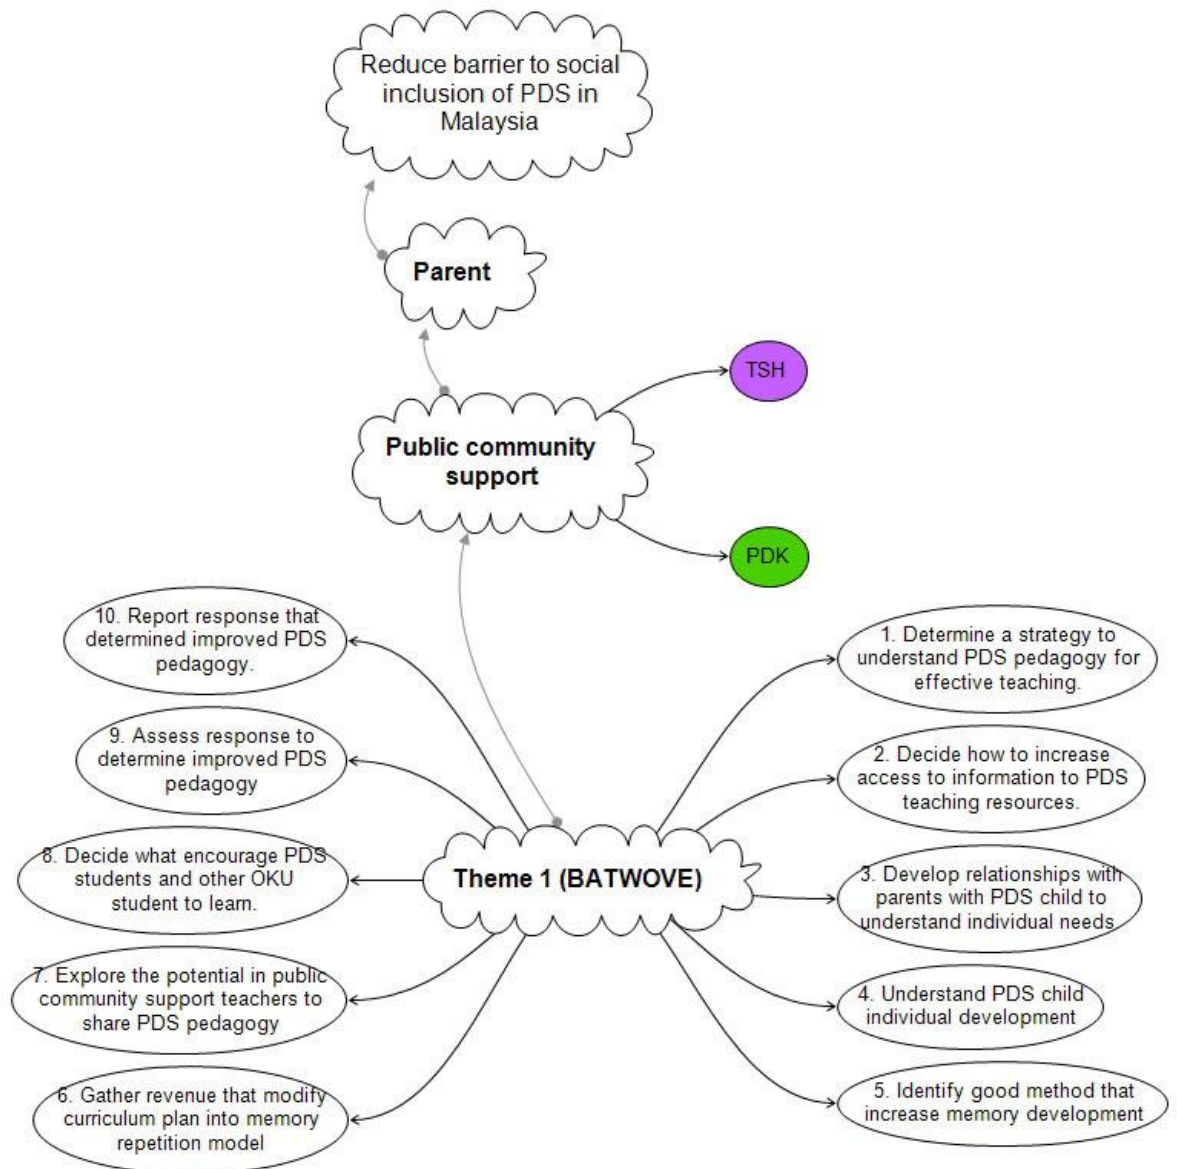 Reduce barrier to social
inclusion of PDS in
Malaysia
Parent
TSH
Public community
support
PDK
10. Report response that
determined improved PDS
pedagogy.
1. Determine a strategy to
understand PDS pedagogy for
effective teaching.
9. Assess response to
determine improved PDS
pedagogy
2. Decide how to increase
access to information to PDS
teaching resources.
8. Decide what encourage PDS
students and other OKU
student to learn.
Theme 1 (BATWOVE)
3. Develop relationships with
parents with PDS child to
understand individual needs
7. Explore the potential in public
community support teachers to
share PDS pedagogy
4. Understand PDS child
individual development
6. Gather revenue that modify
curriculum plan into memory
repetition model
5. Identify good method that
increase memory development